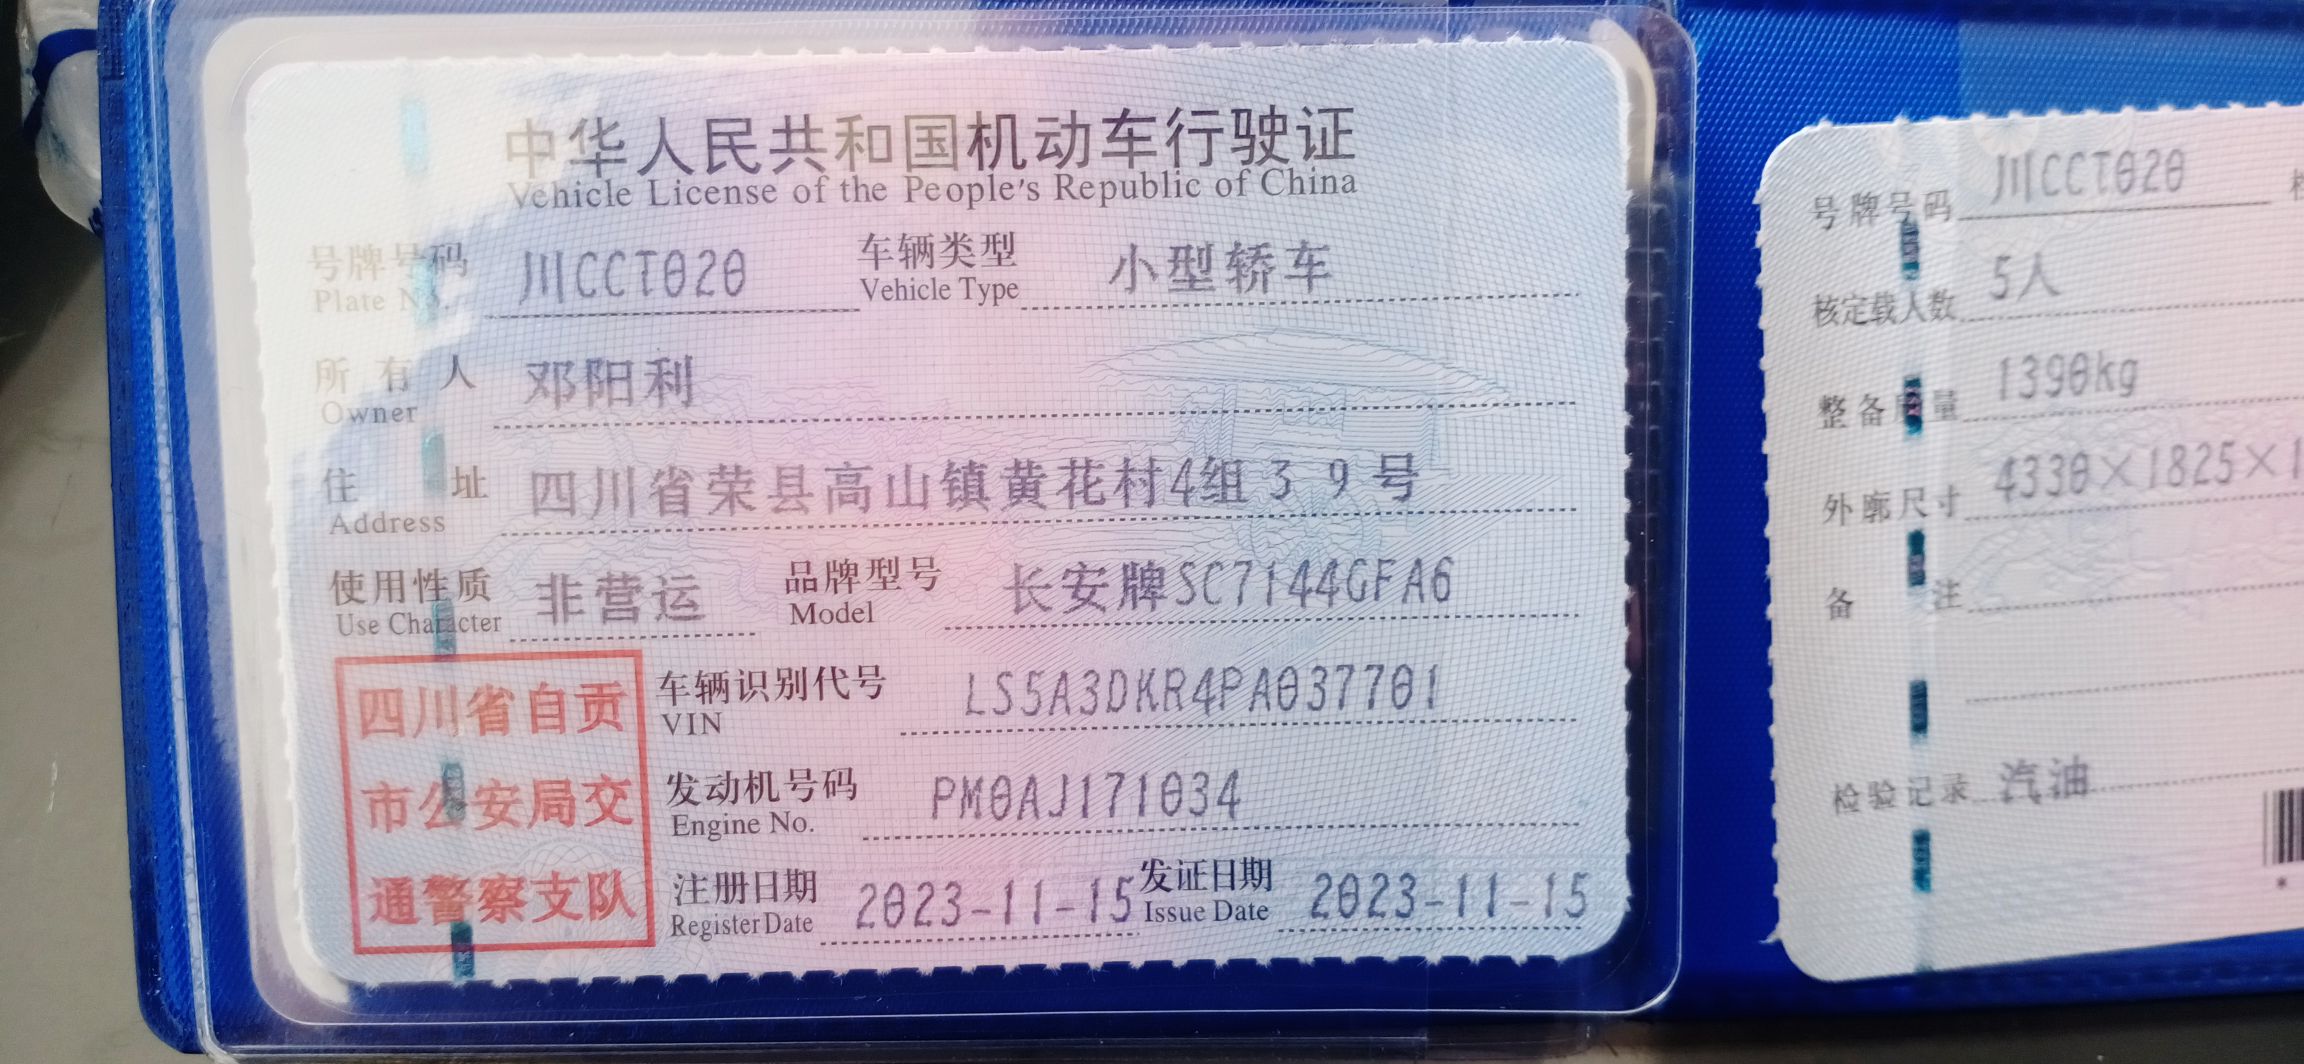 中华人民共和国机动车行驶证
Vehicle License of the People's Republic of China
号牌号码 川CCT020 车辆类型 小型轿车
Plate No. Vehicle Type
所有人 邓阳利
Owner
住址 四川省荣县高山镇黄花村4组39号
Address
使用性质 非营运 品牌型号 长安牌SC7144GFA6
Use Character Model
四川省自贡
市公安局交
通警察支队
车辆识别代号 LS5A3DKR4PA037701
VIN
发动机号码 PM0AJ171034
Engine No.
注册日期 2023-11-15 发证日期 2023-11-15
Register Date Issue Date
号牌号码 川CCT020
核定载人数 5人
整备质量 1390kg
外廓尺寸 4330×1825×1
备注
检验记录 汽油